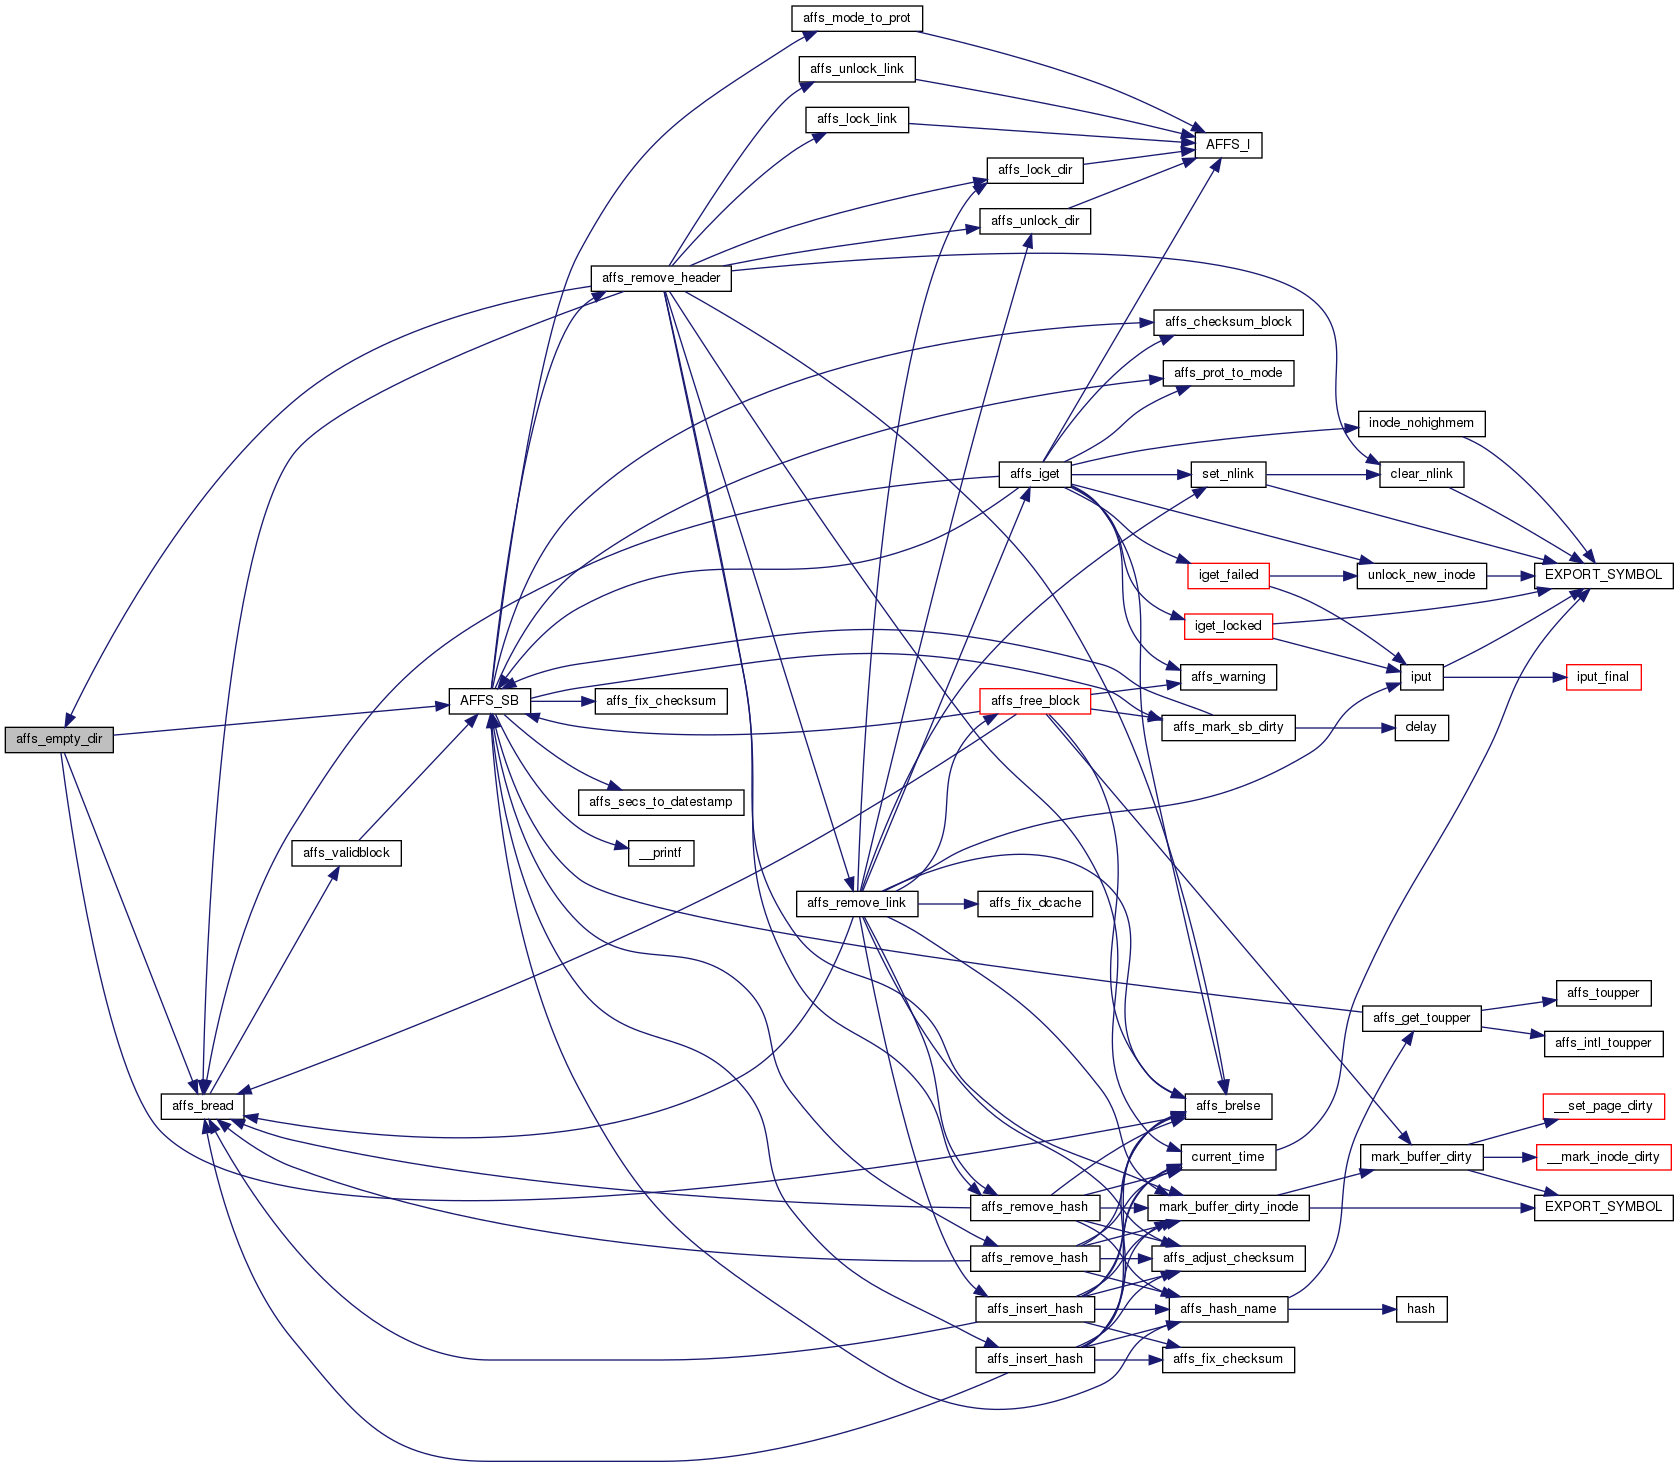 affs_mode_to_prot
affs_unlock_link
affs_lock_link
AFFS_I
affs_lock_dir
affs_unlock_dir
affs_remove_header
affs_checksum_block
affs_prot_to_mode
inode_nohighmem
affs_iget
set_nlink
clear_nlink
iget_failed
unlock_new_inode
EXPORT_SYMBOL
iget_locked
affs_warning
iput
iput_final
AFFS_SB
affs_fix_checksum
affs_free_block
affs_mark_sb_dirty
delay
affs_empty_dir
affs_secs_to_datestamp
affs_validblock
__printf
affs_remove_link
affs_fix_dcache
affs_toupper
affs_get_toupper
affs_intl_toupper
affs_bread
affs_brelse
__set_page_dirty
current_time
mark_buffer_dirty
__mark_inode_dirty
affs_remove_hash
mark_buffer_dirty_inode
EXPORT_SYMBOL
affs_remove_hash
affs_adjust_checksum
affs_insert_hash
affs_hash_name
hash
affs_insert_hash
affs_fix_checksum